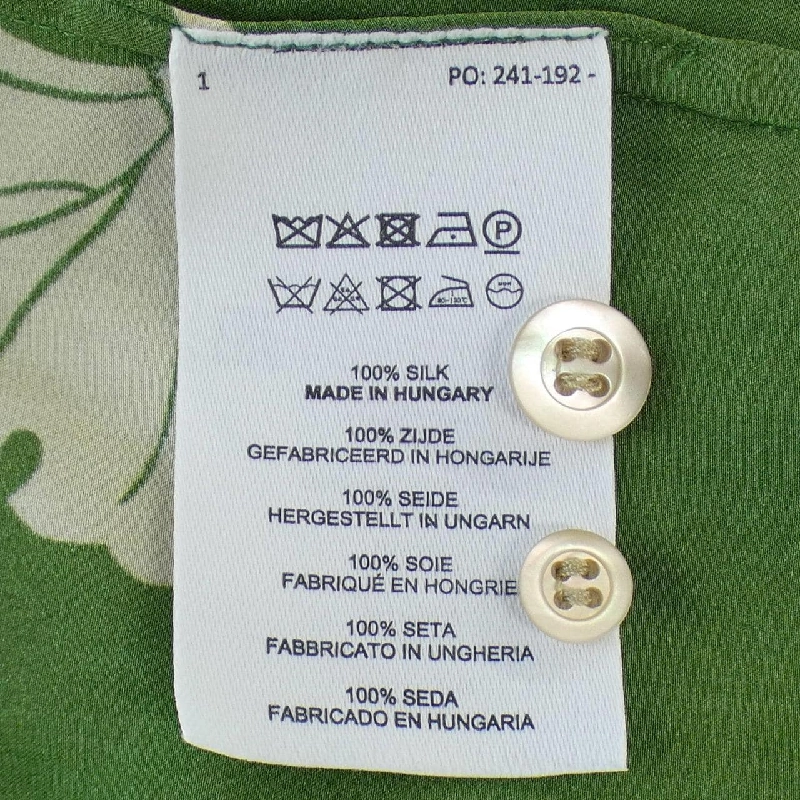 1
PO: 241-192 -
P
100% SILK
MADE IN HUNGARY
100% ZIJDE
GEFABRICEERD IN HONGARIJE
100% SEIDE
HERGESTELLT IN UNGARN
100% SOIE
FABRIQUÉ EN HONGRIE
100% SETA
FABBRICATO IN UNGHERIA
100% SEDA
FABRICADO EN HUNGARIA